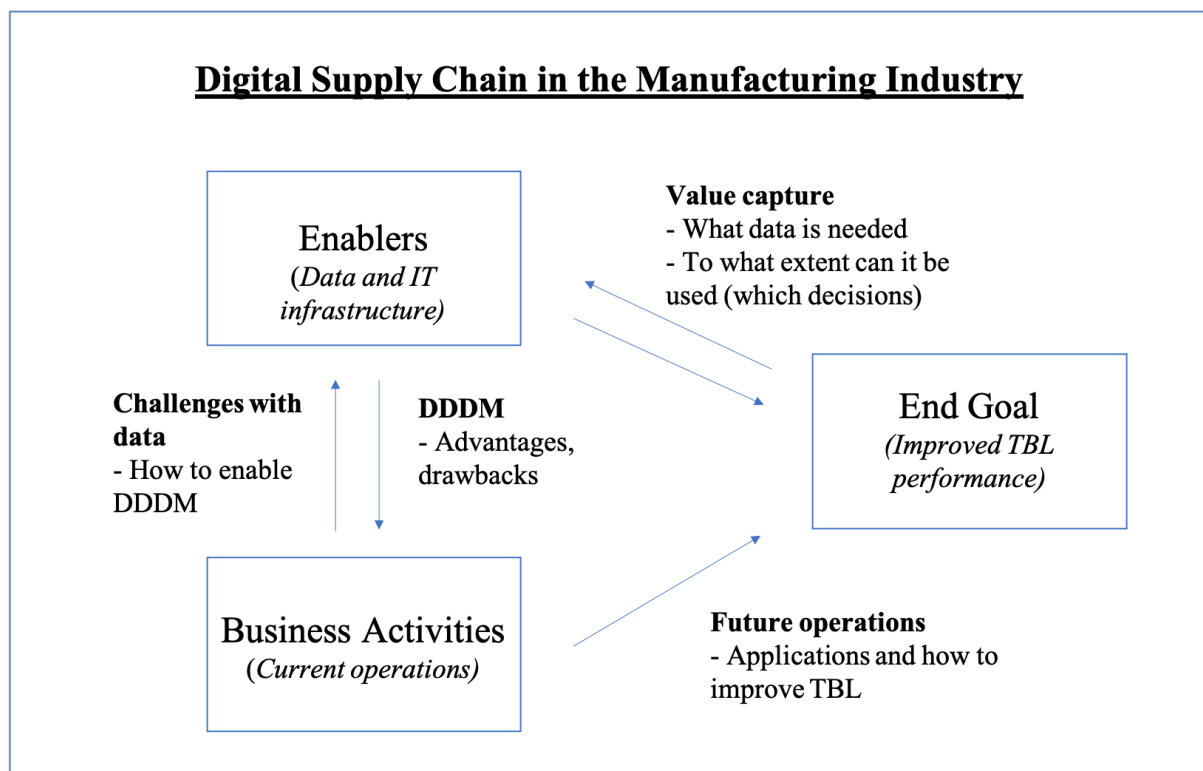 Digital Supply Chain in the Manufacturing Industry
Enablers
(Data and IT
infrastructure)
Value capture
- What data is needed
- To what extent can it be
used (which decisions)
Challenges with
data
- How to enable
DDDM
DDDM
- Advantages,
drawbacks
End Goal
(Improved TBL
performance)
Business Activities
(Current operations)
Future operations
- Applications and how to
improve TBL